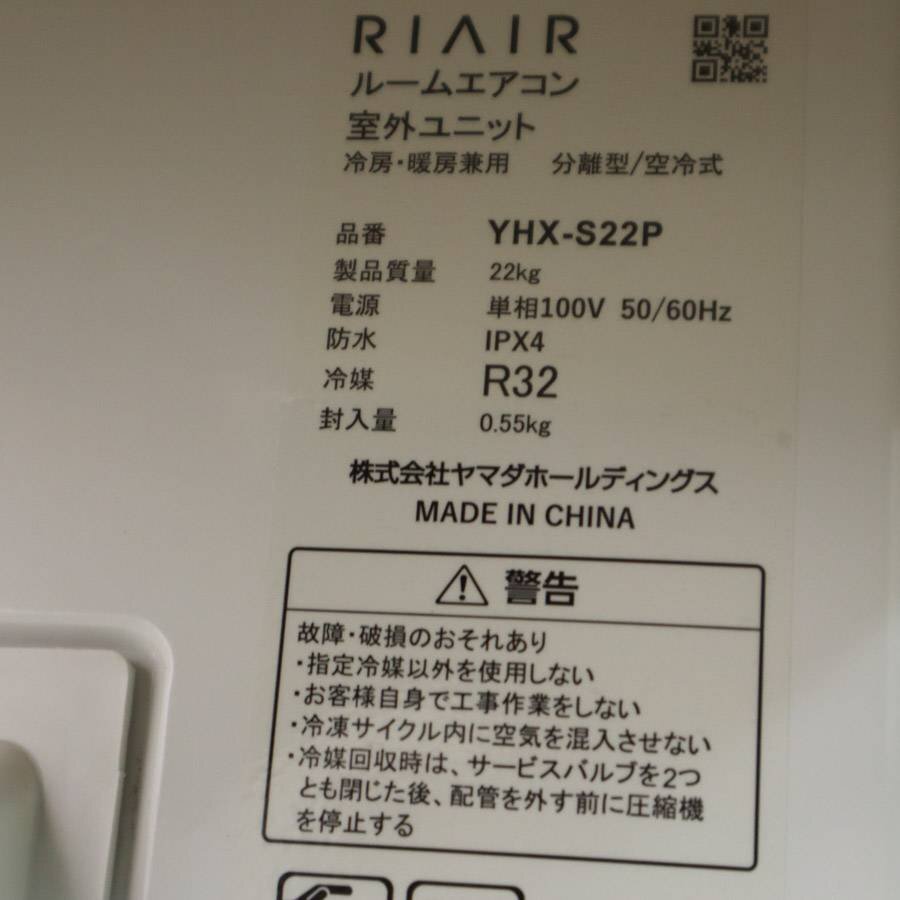 RIAIR
ルームエアコン
室外ユニット
冷房・暖房兼用 分離型/空冷式
品番 YHX-S22P
製品質量 22kg
電源 単相100V 50/60Hz
防水 IPX4
冷媒 R32
封入量 0.55kg
株式会社ヤマダホールディングス
MADE IN CHINA
警告
故障・破損のおそれあり
・指定冷媒以外を使用しない
・お客様自身で工事作業をしない
・冷凍サイクル内に空気を混入させない
・冷媒回収時は、サービスバルブを2つ
とも閉じた後、配管を外す前に圧縮機
を停止する